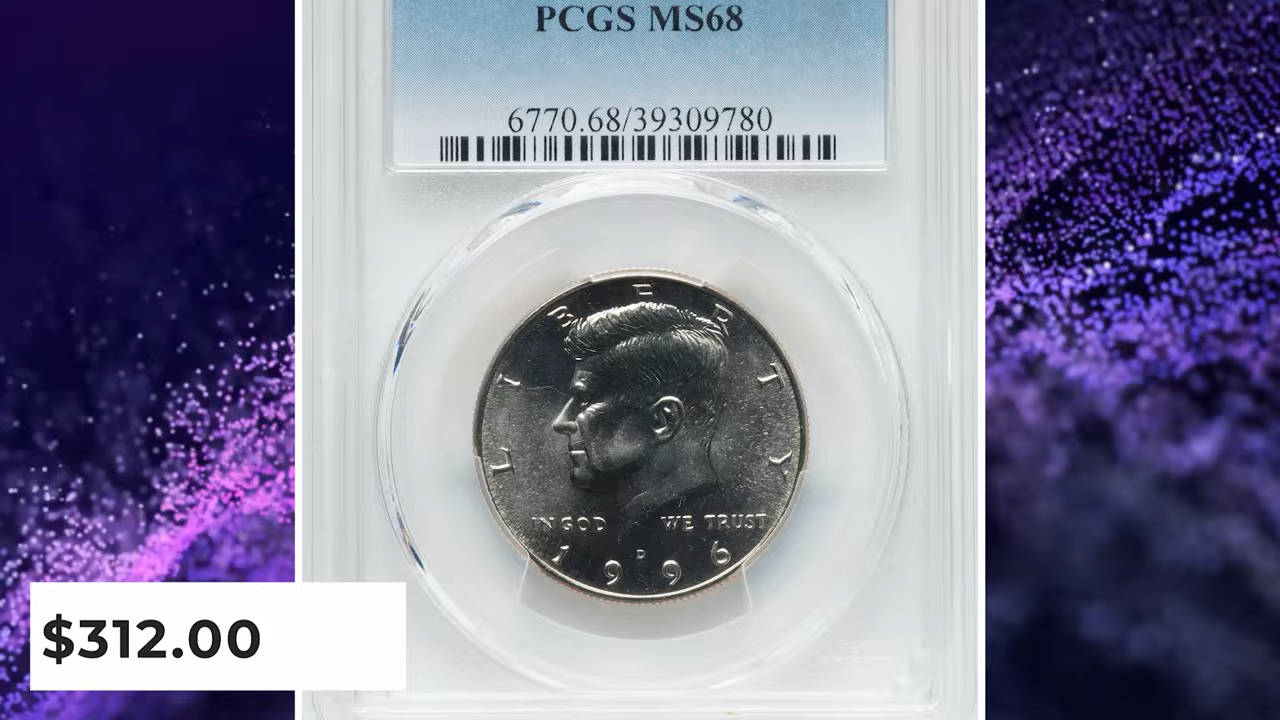 PCGS MS68
6770.68/39309780
LIBERTY
IN GOD WE TRUST
D
1996
$312.00